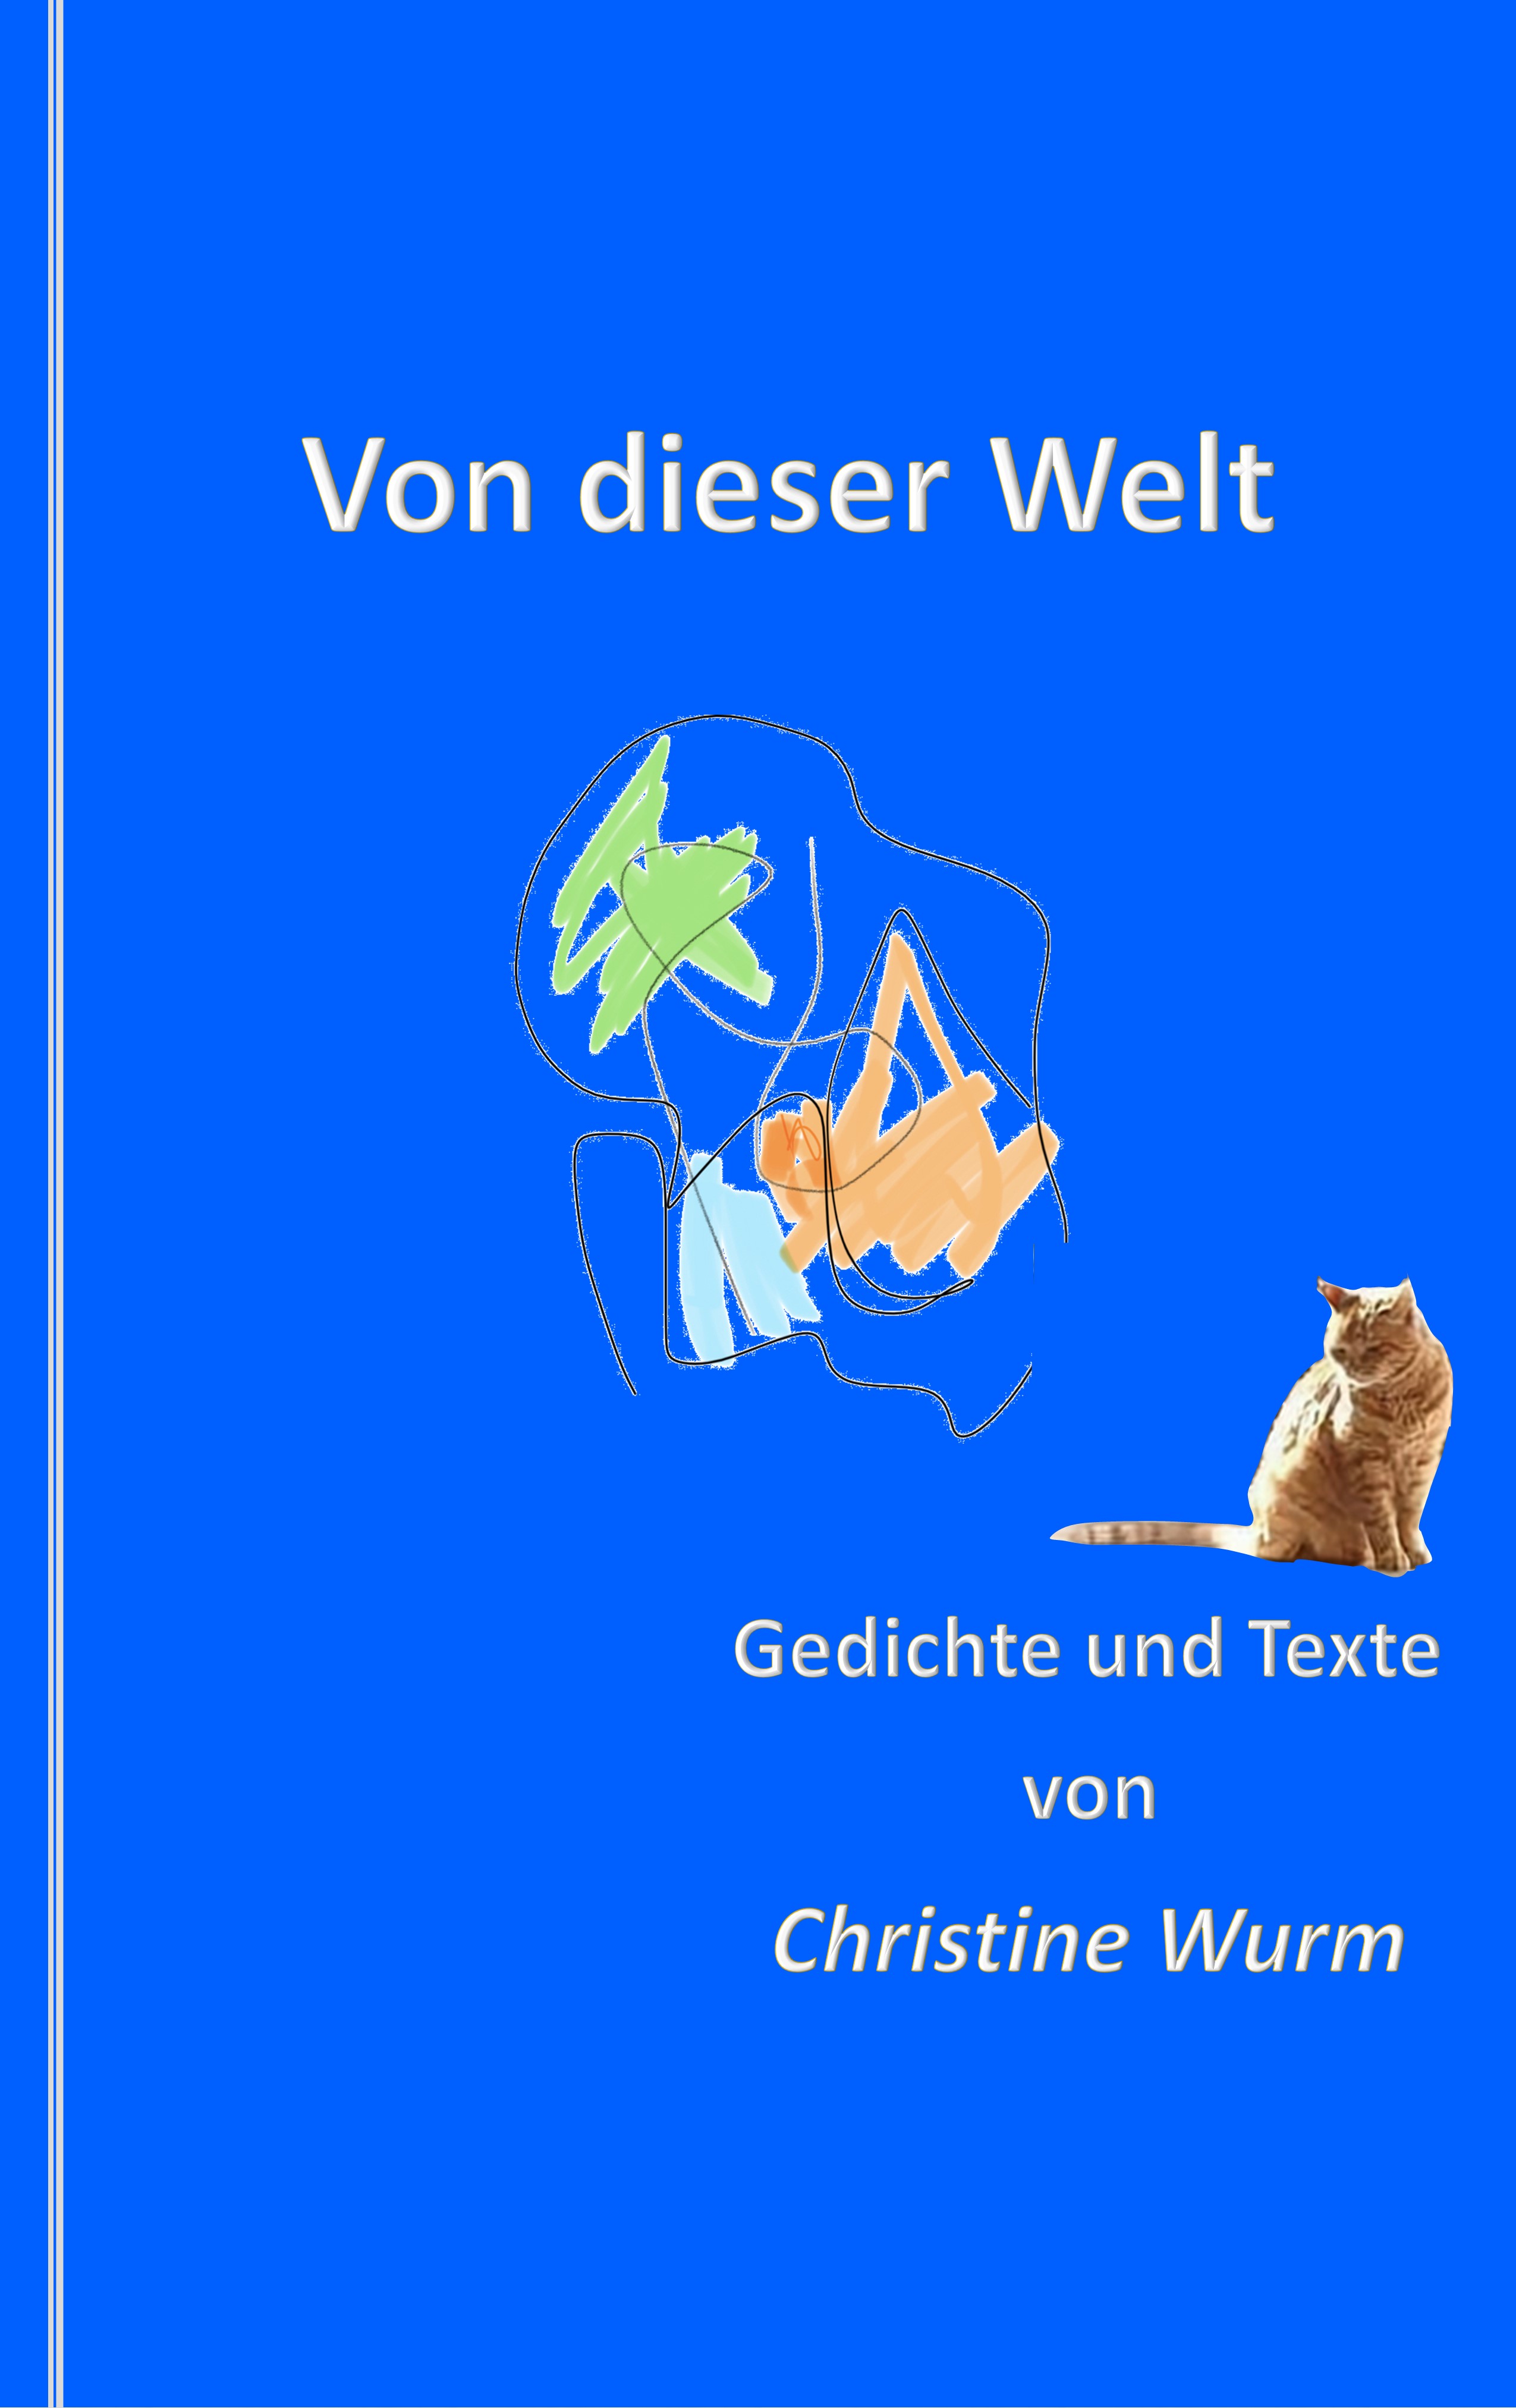 Von dieser Welt
Gedichte und Texte
von
Christine Wurm